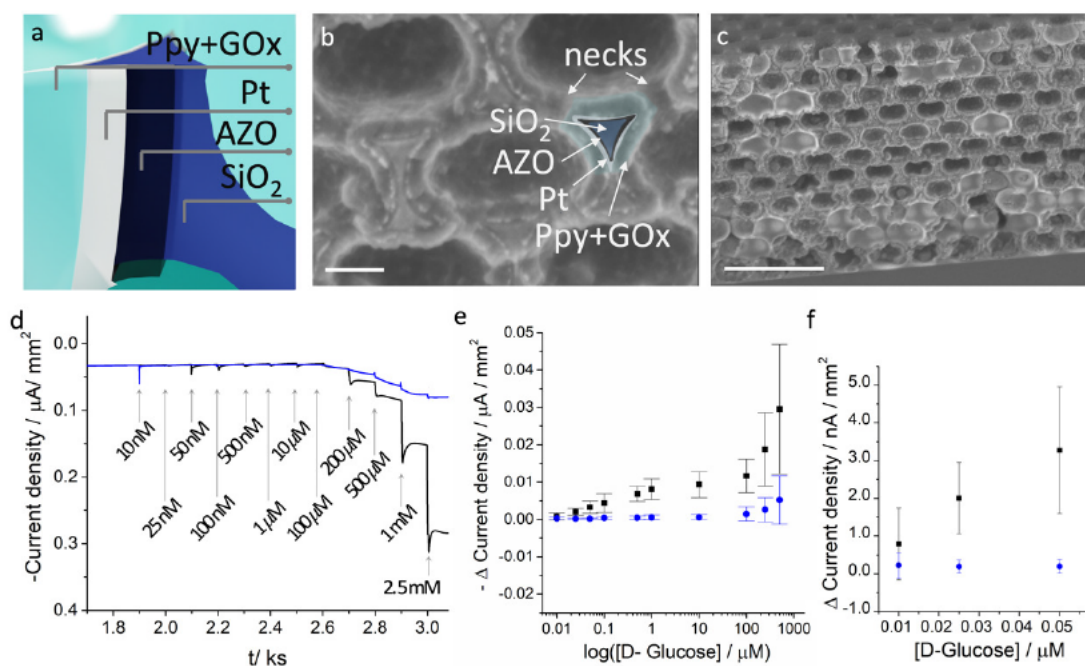 a
Ppy+GOx
Pt
AZO
SiO₂
b
necks
SiO₂
AZO
Pt
Ppy+GOx
c
d
-Current density / µA/ mm²
0.0
0.1
0.2
0.3
0.4
10nM
25nM
50nM
100nM
500nM
1µM
10µM
100µM
200µM
500µM
1mM
2.5mM
1.8 2.0 2.2 2.4 2.6 2.8 3.0
t/ ks
e
- Δ Current density / µA / mm²
0.05
0.04
0.03
0.02
0.01
0.00
-0.01
-0.02
0.01 0.1 1 10 100 1000
log([D- Glucose] / µM)
f
Δ Current density / nA / mm²
5.0
4.0
3.0
2.0
1.0
0.0
-1.0
0.01 0.02 0.03 0.04 0.05
[D-Glucose] / µM